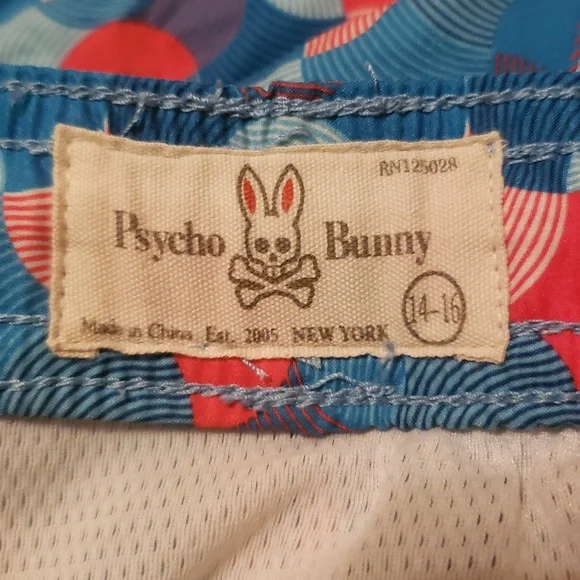 RN125028
Psycho Bunny
14-16
Made in China Est. 2005 NEW YORK